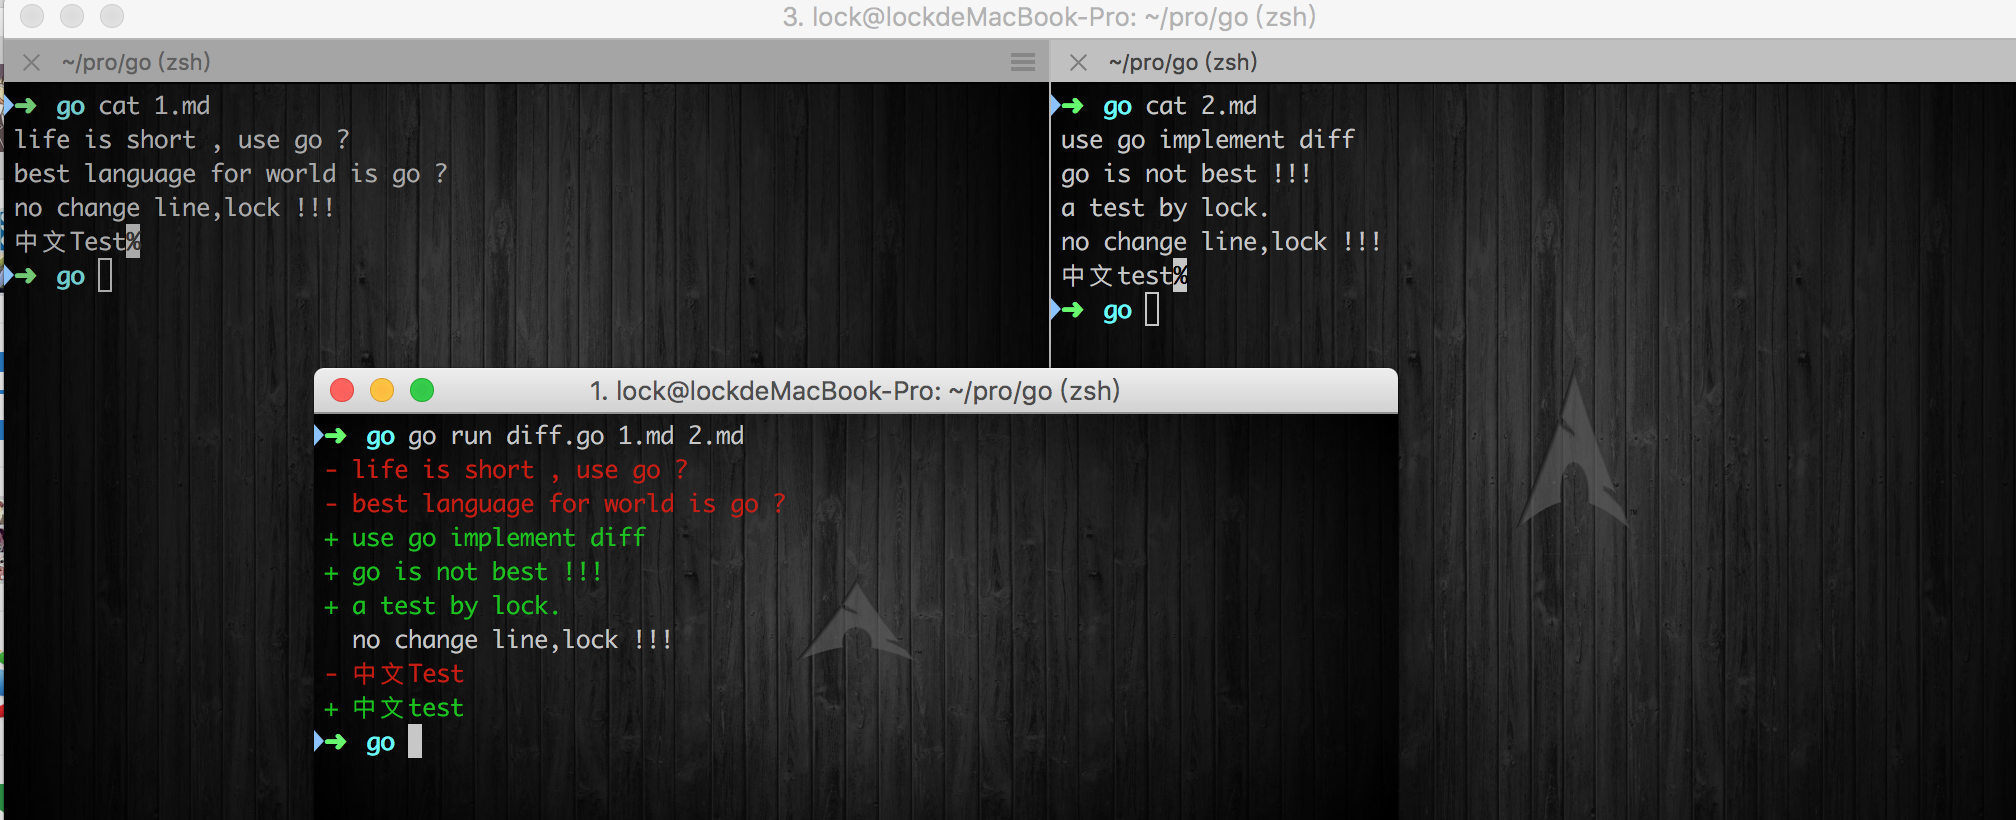 3. lock@lockdeMacBook-Pro: ~/pro/go (zsh)
~/pro/go (zsh)
➜ go cat 1.md
life is short , use go ?
best language for world is go ?
no change line,lock !!!
中文Test%
➜ go
~/pro/go (zsh)
➜ go cat 2.md
use go implement diff
go is not best !!!
a test by lock.
no change line,lock !!!
中文test%
➜ go
1. lock@lockdeMacBook-Pro: ~/pro/go (zsh)
➜ go go run diff.go 1.md 2.md
- life is short , use go ?
- best language for world is go ?
+ use go implement diff
+ go is not best !!!
+ a test by lock.
no change line,lock !!!
- 中文Test
+ 中文test
➜ go